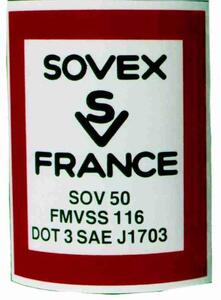 SOVEX
SV
FRANCE
SOV 50
FMVSS 116
DOT 3 SAE J1703